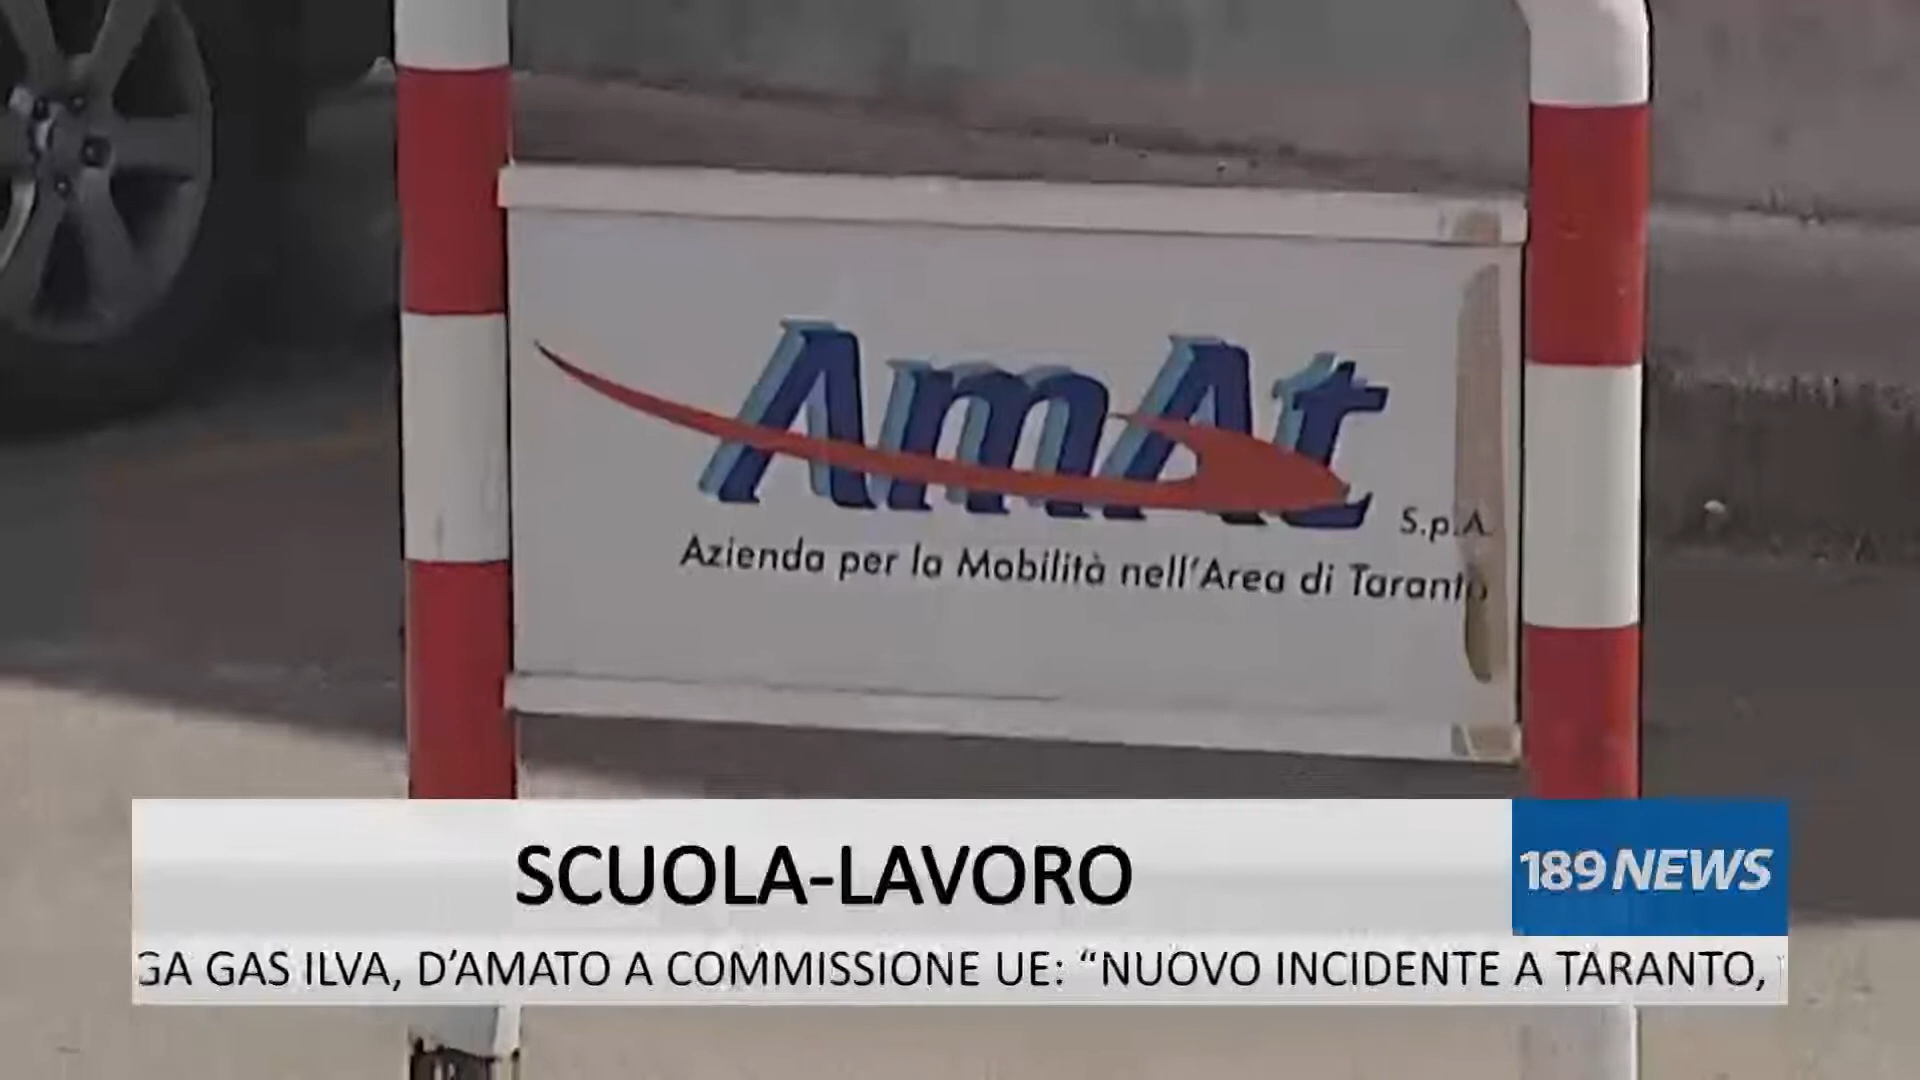 AmAt
S.p.A.
Azienda per la Mobilità nell'Area di Taranto
SCUOLA-LAVORO
189NEWS
GA GAS ILVA, D'AMATO A COMMISSIONE UE: “NUOVO INCIDENTE A TARANTO,